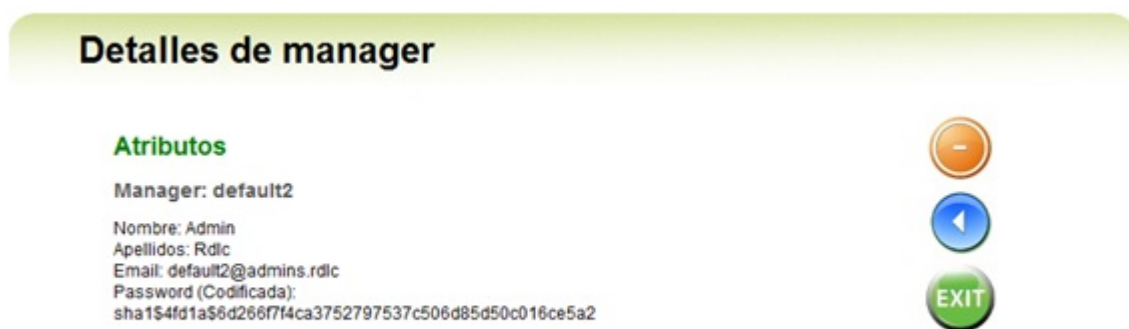 Detalles de manager
Atributos
Manager: default2
Nombre: Admin
Apellidos: Rdlc
Email: default2@admins.rdlc
Password (Codificada):
sha1$4fd1a$6d266f7f4ca3752797537c506d85d50c016ce5a2
EXIT